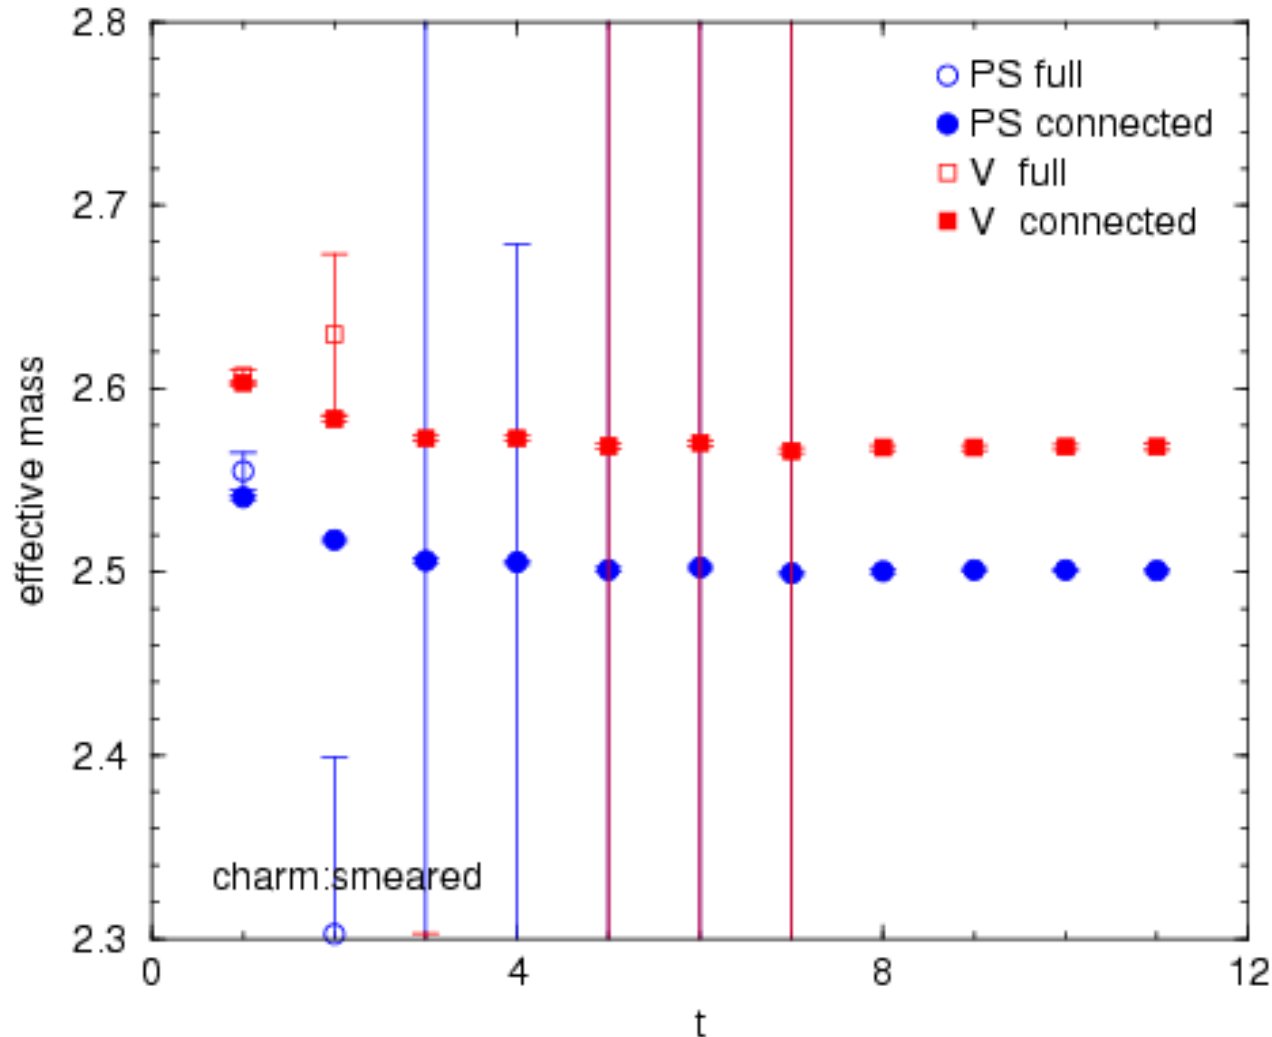 2.8
2.7
2.6
2.5
2.4
2.3
effective mass
PS full
PS connected
V full
V connected
charm:smeared
0
4
8
12
t